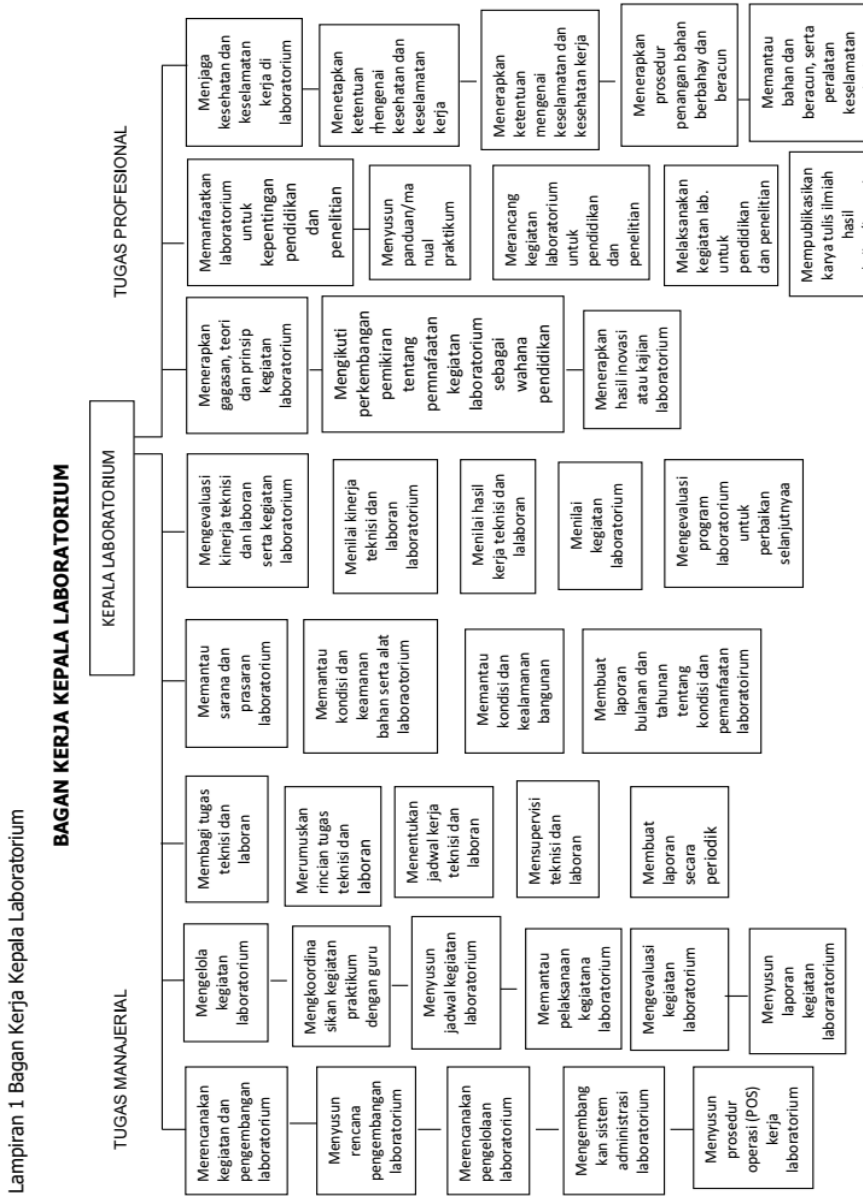 Lampiran 1 Bagan Kerja Kepala Laboratorium
BAGAN KERJA KEPALA LABORATORIUM
KEPALA LABORATORIUM
TUGAS MANAJERIAL
TUGAS PROFESIONAL
Merencanakan
kegiatan dan
pengembangan
laboratorium
Menyusun
rencana
pengembangan
laboratorium
Merencanakan
pengelolaan
laboratorium
Mengembang
kan sistem
administrasi
laboratorium
Menyusun
prosedur
operasi (POS)
kerja
laboratorium
Mengelola
kegiatan
laboratorium
Mengkoordina
sikan kegiatan
praktikum
dengan guru
Menyusun
jadwal kegiatan
laboratorium
Memantau
pelaksanaan
kegiatana
laboratorium
Mengevaluasi
kegiatan
laboratorium
Menyusun
laporan
kegiatan
laboraratorium
Membagi tugas
teknisi dan
laboran
Merumuskan
rincian tugas
teknisi dan
laboran
Menentukan
jadwal kerja
teknisi dan
laboran
Mensupervisi
teknisi dan
laboran
Membuat
laporan
secara
periodik
Memantau
sarana dan
prasaran
laboratorium
Memantau
kondisi dan
keamanan
bahan serta alat
laboraotorium
Memantau
kondisi dan
kealamanan
bangunan
Membuat
laporan
bulanan dan
tahunan
tentang
kondisi dan
pemanfaatan
laboratoirum
Mengevaluasi
kinerja teknisi
dan laboran
serta kegiatan
laboratorium
Menilai kinerja
teknisi dan
laboran
laboratorium
Menilai hasil
kerja teknisi dan
lalaboran
Menilai
kegiatan
laboratorium
Mengevaluasi
program
laboratorium
untuk
perbaikan
selanjutnyaa
Menerapkan
gagasan, teori
dan prinsip
kegiatan
laboratorium
Mengikuti
perkembangan
pemikiran
tentang
pemnafaatan
kegiatan
laboratorium
sebagai
wahana
pendidikan
Menerapkan
hasil inovasi
atau kajian
laboratorium
Memanfaatkan
laboratorium
untuk
kepentingan
pendidikan
dan
penelitian
Menyusun
panduan/ma
nual
praktikum
Merancang
kegiatan
laboratorium
untuk
pendidikan
dan
penelitian
Melaksanakan
kegiatan lab.
untuk
pendidikan
dan penelitian
Mempublikasikan
karya tulis ilmiah
hasil
Menjaga
kesehatan dan
keselamatan
kerja di
laboratorium
Menetapkan
ketentuan
mengenai
kesehatan dan
keselamatan
kerja
Menerapkan
ketentuan
mengenai
keselamatan dan
kesehatan kerja
Menerapkan
prosedur
penangan bahan
berbahay dan
beracun
Memantau
bahan dan
beracun, serta
peralatan
keselamatan